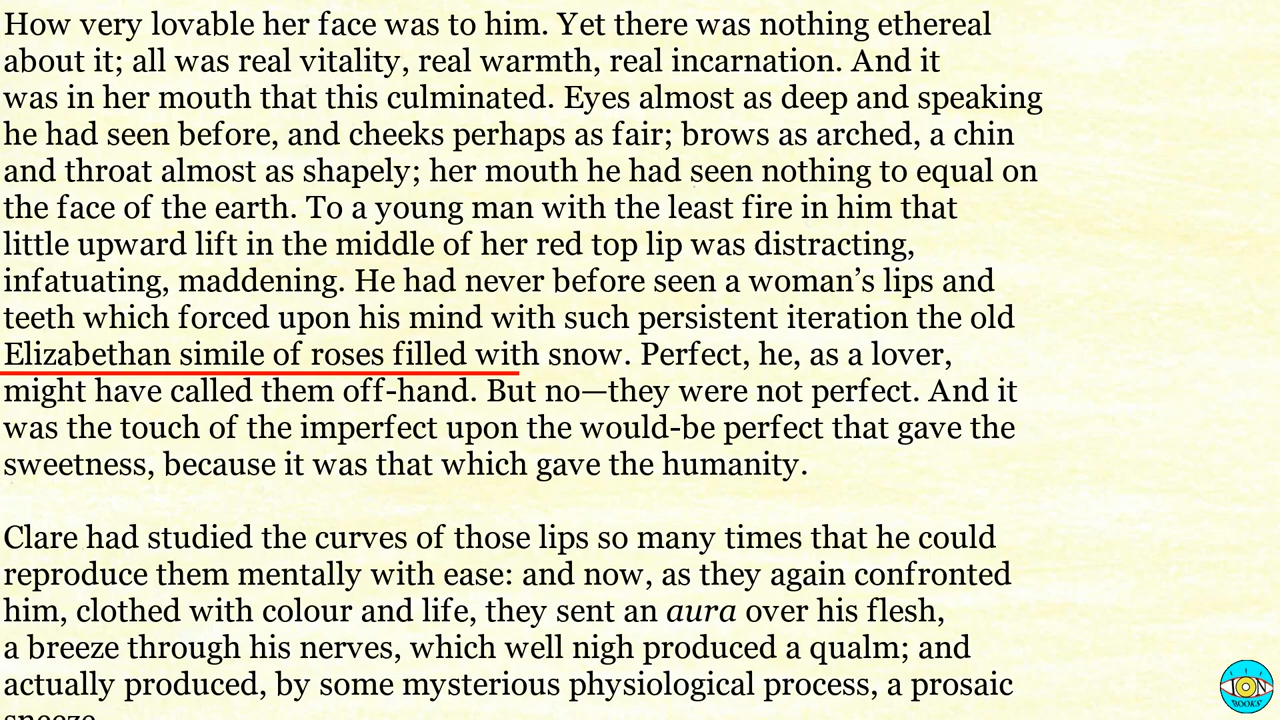 How very lovable her face was to him. Yet there was nothing ethereal
about it; all was real vitality, real warmth, real incarnation. And it
was in her mouth that this culminated. Eyes almost as deep and speaking
he had seen before, and cheeks perhaps as fair; brows as arched, a chin
and throat almost as shapely; her mouth he had seen nothing to equal on
the face of the earth. To a young man with the least fire in him that
little upward lift in the middle of her red top lip was distracting,
infatuating, maddening. He had never before seen a woman’s lips and
teeth which forced upon his mind with such persistent iteration the old
Elizabethan simile of roses filled with snow. Perfect, he, as a lover,
might have called them off-hand. But no—they were not perfect. And it
was the touch of the imperfect upon the would-be perfect that gave the
sweetness, because it was that which gave the humanity.
Clare had studied the curves of those lips so many times that he could
reproduce them mentally with ease: and now, as they again confronted
him, clothed with colour and life, they sent an aura over his flesh,
a breeze through his nerves, which well nigh produced a qualm; and
actually produced, by some mysterious physiological process, a prosaic
sneeze.
ION
BOOKS